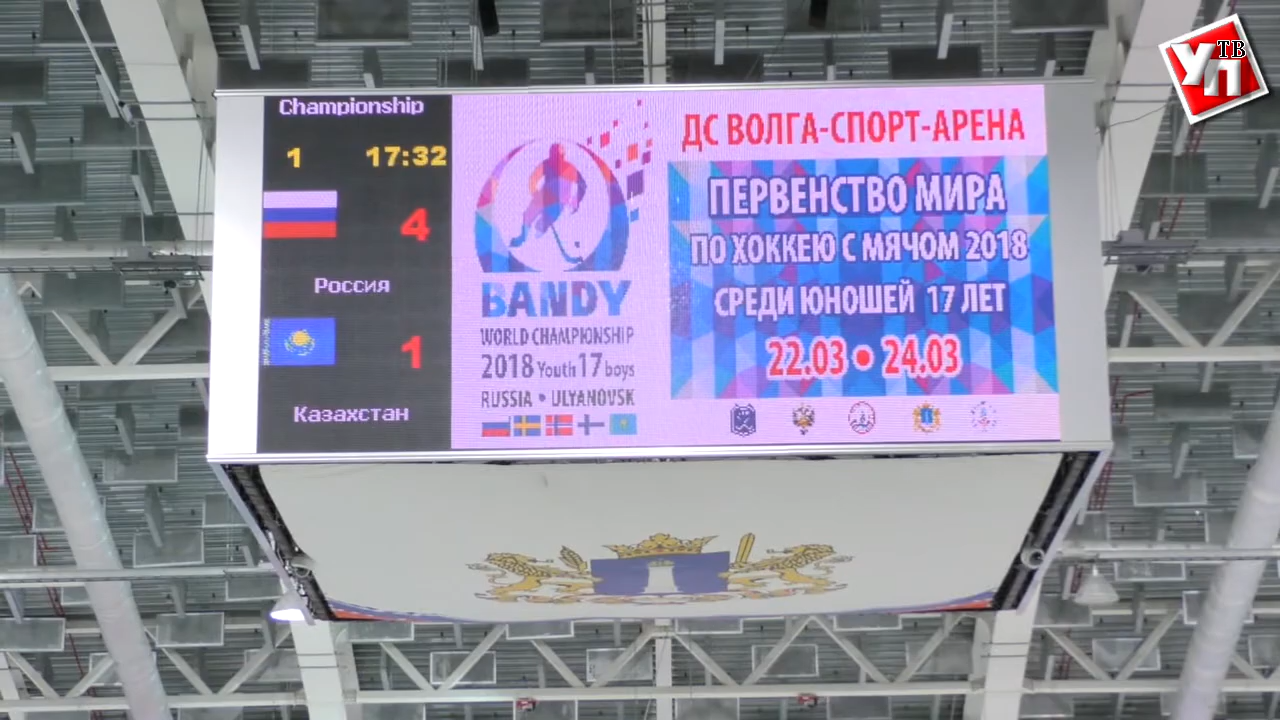 УП ТВ
Championship
1 17:32
4
Россия
1
Казахстан
BANDY
WORLD CHAMPIONSHIP
2018 Youth 17 boys
RUSSIA • ULYANOVSK
ДС ВОЛГА-СПОРТ-АРЕНА
ПЕРВЕНСТВО МИРА
ПО ХОККЕЮ С МЯЧОМ 2018
СРЕДИ ЮНОШЕЙ 17 ЛЕТ
22.03 • 24.03